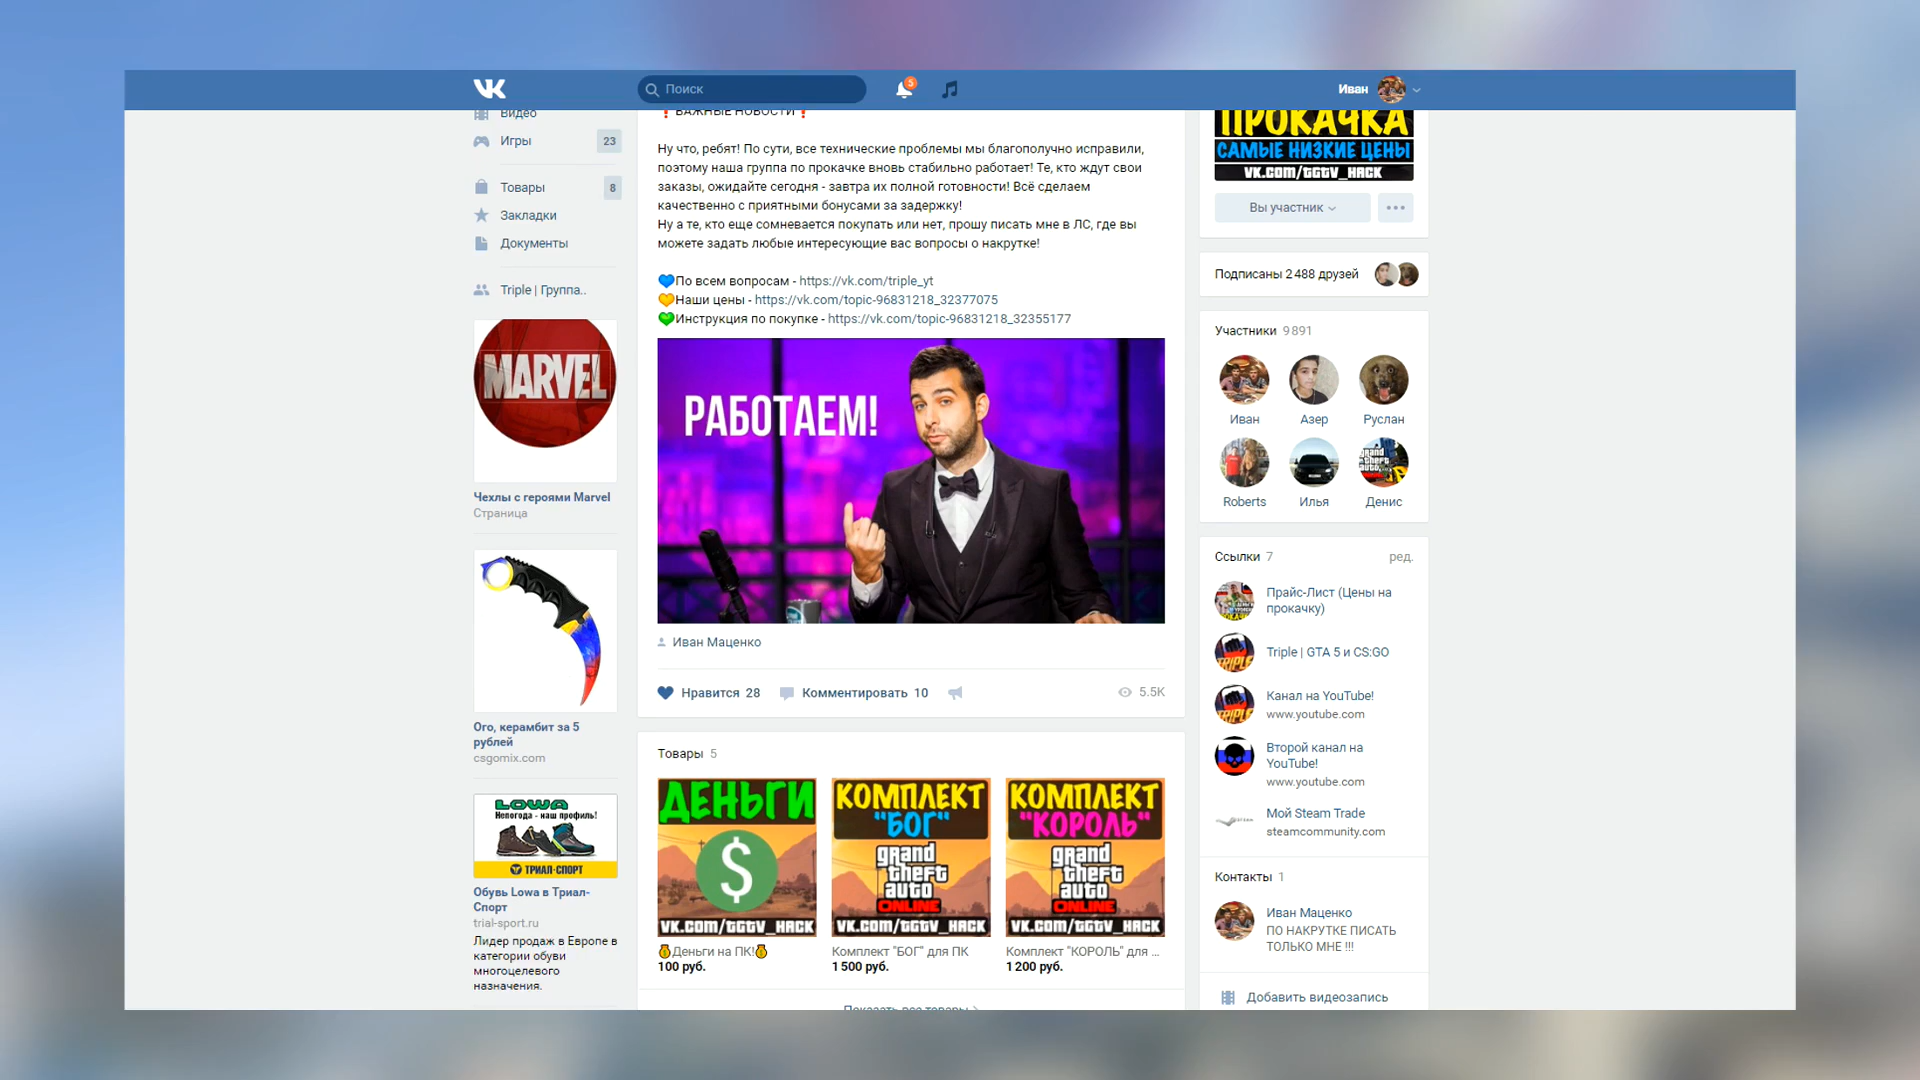 Поиск
5
Иван
Видео
Игры
23
Товары
8
Закладки
Документы
Triple | Группа..
MARVEL
Чехлы с героями Marvel
Страница
Ого, керамбит за 5
рублей
csgomix.com
LOWA
Непогода - наш профиль!
ТРИАЛ-СПОРТ
Обувь Lowa в Триал-
Спорт
trial-sport.ru
Лидер продаж в Европе в
категории обуви
многоцелевого
назначения.
❗ ВАЖНЫЕ НОВОСТИ ❗
Ну что, ребят! По сути, все технические проблемы мы благополучно исправили,
поэтому наша группа по прокачке вновь стабильно работает! Те, кто ждут свои
заказы, ожидайте сегодня - завтра их полной готовности! Всё сделаем
качественно с приятными бонусами за задержку!
Ну а те, кто еще сомневается покупать или нет, прошу писать мне в ЛС, где вы
можете задать любые интересующие вас вопросы о накрутке!
💙По всем вопросам - https://vk.com/triple_yt
💛Наши цены - https://vk.com/topic-96831218_32377075
💚Инструкция по покупке - https://vk.com/topic-96831218_32355177
РАБОТАЕМ!
Иван Маценко
Нравится 28
Комментировать 10
5.5K
Товары 5
ДЕНЬГИ
$
VK.COM/TGTV_HACK
💰Деньги на ПК!💰
100 руб.
КОМПЛЕКТ
"БОГ"
grand
theft
auto
ONLINE
VK.COM/TGTV_HACK
Комплект "БОГ" для ПК
1 500 руб.
КОМПЛЕКТ
"КОРОЛЬ"
grand
theft
auto
ONLINE
VK.COM/TGTV_HACK
Комплект "КОРОЛЬ" для ...
1 200 руб.
Показать все товары
ПРОКАЧКА
САМЫЕ НИЗКИЕ ЦЕНЫ
VK.COM/TGTV_HACK
Вы участник
Подписаны 2 488 друзей
Участники 9 891
Иван
Азер
Руслан
Roberts
Илья
Денис
Ссылки 7
ред.
Прайс-Лист (Цены на
прокачку)
Triple | GTA 5 и CS:GO
Канал на YouTube!
www.youtube.com
Второй канал на
YouTube!
www.youtube.com
Мой Steam Trade
steamcommunity.com
Контакты 1
Иван Маценко
ПО НАКРУТКЕ ПИСАТЬ
ТОЛЬКО МНЕ !!!
Добавить видеозапись